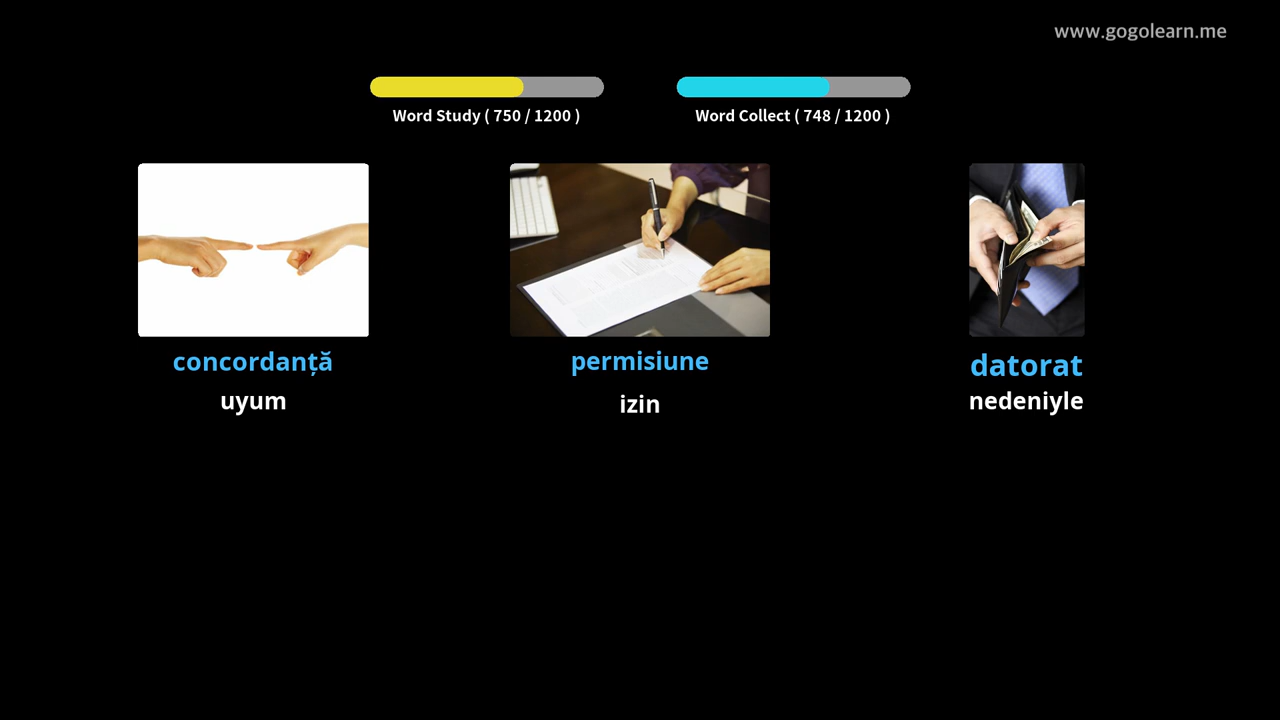 www.gogolearn.me
Word Study ( 750 / 1200 )
Word Collect ( 748 / 1200 )
concordanță
uyum
permisiune
izin
datorat
nedeniyle